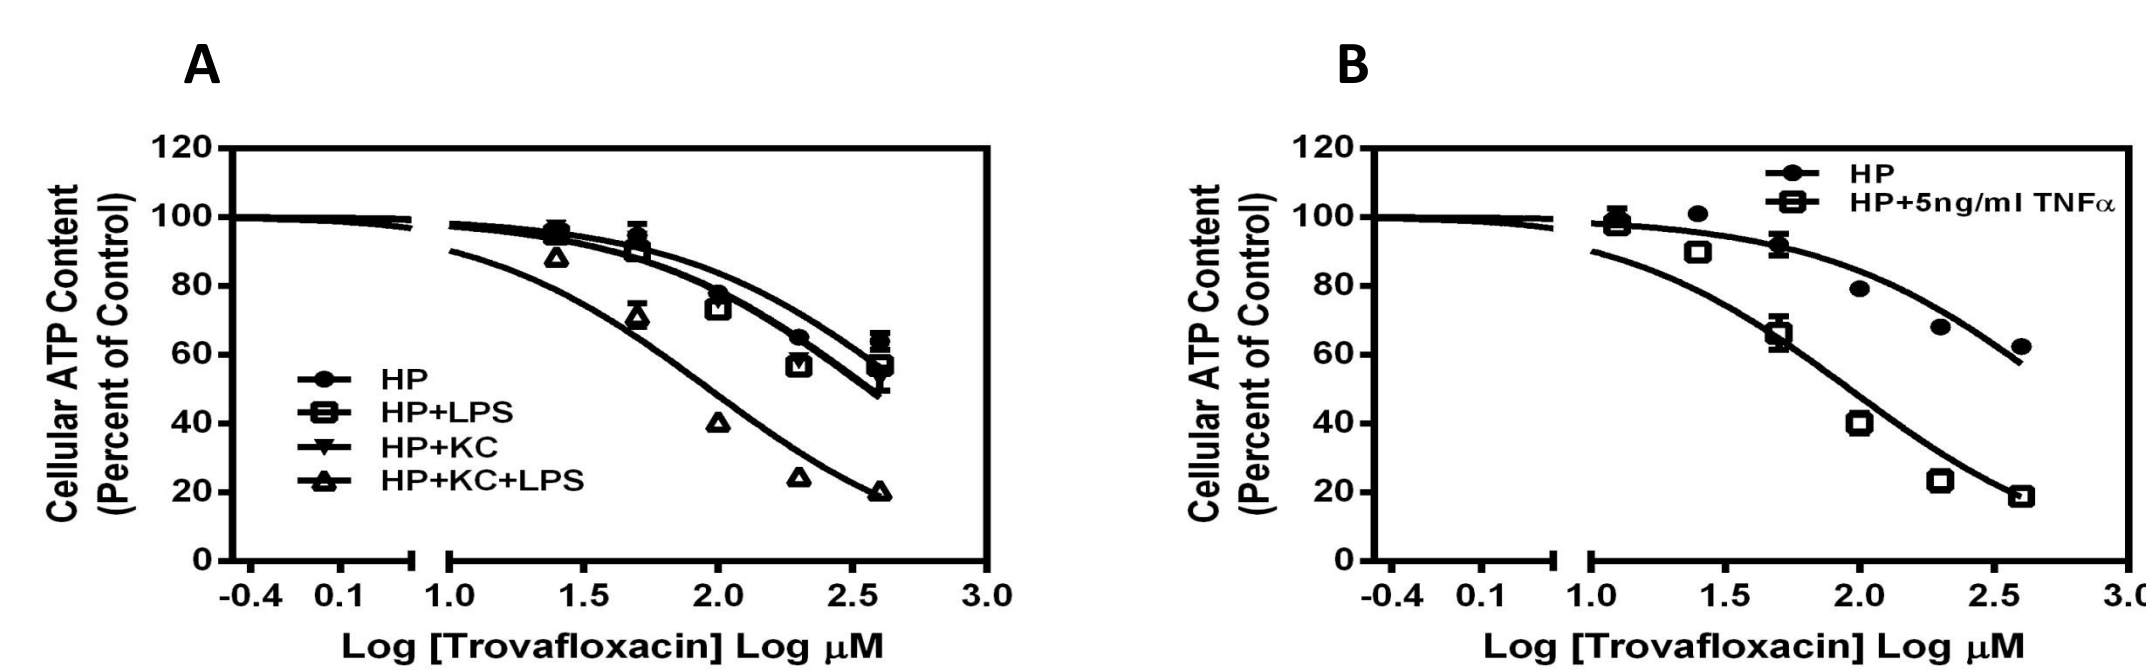 A
120
100
80
60
40
20
0
Cellular ATP Content
(Percent of Control)
HP
HP+LPS
HP+KC
HP+KC+LPS
-0.4 0.1 1.0 1.5 2.0 2.5 3.0
Log [Trovafloxacin] Log μM
B
120
100
80
60
40
20
0
Cellular ATP Content
(Percent of Control)
HP
HP+5ng/ml TNFα
-0.4 0.1 1.0 1.5 2.0 2.5 3.0
Log [Trovafloxacin] Log μM